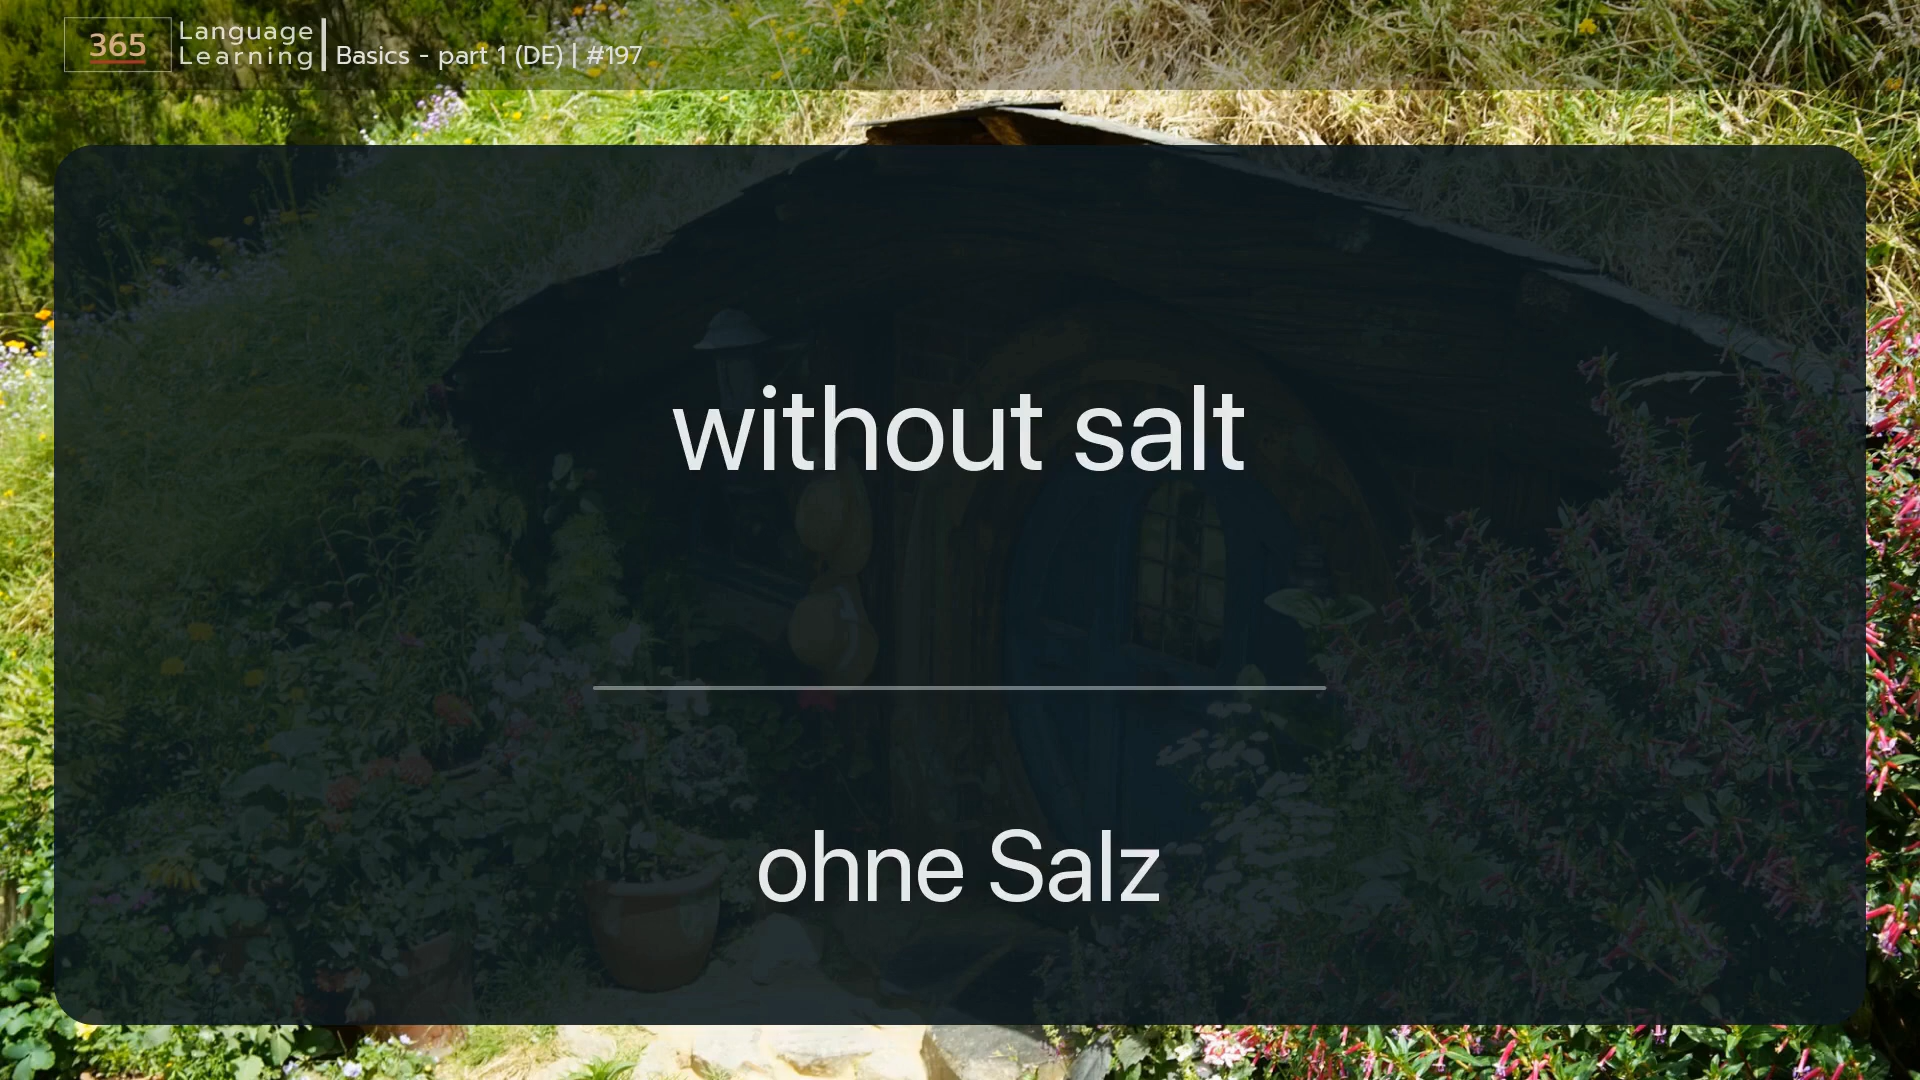 365
Language
Learning
Basics - part 1 (DE) | #197
without salt
ohne Salz